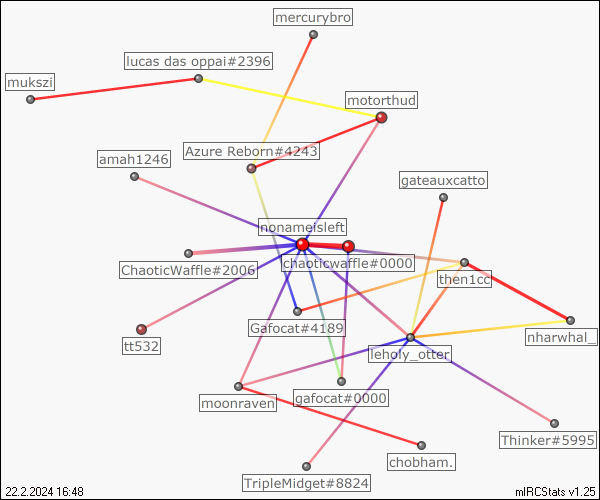 mercurybro
lucas das oppai#2396
mukszi
motorthud
Azure Reborn#4243
amah1246
gateauxcatto
nonameisleft
chaoticwaffle#0000
ChaoticWaffle#2006
then1cc
Gafocat#4189
tt532
nharwhal_
leholy_otter
moonraven
gafocat#0000
Thinker#5995
chobham.
TripleMidget#8824
22.2.2024 16:48
mIRCStats v1.25